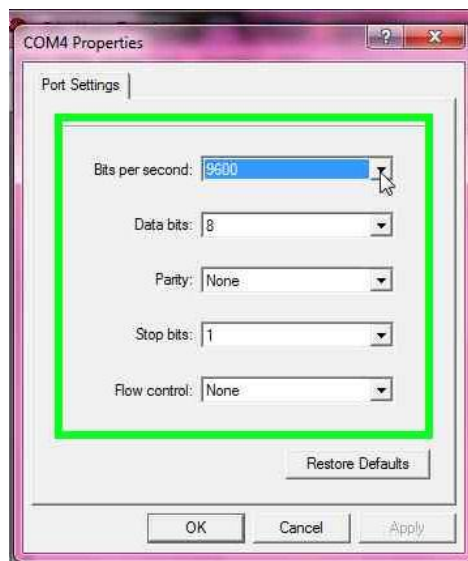 COM4 Properties
Port Settings
Bits per second: 9600
Data bits: 8
Parity: None
Stop bits: 1
Flow control: None
Restore Defaults
OK Cancel Apply